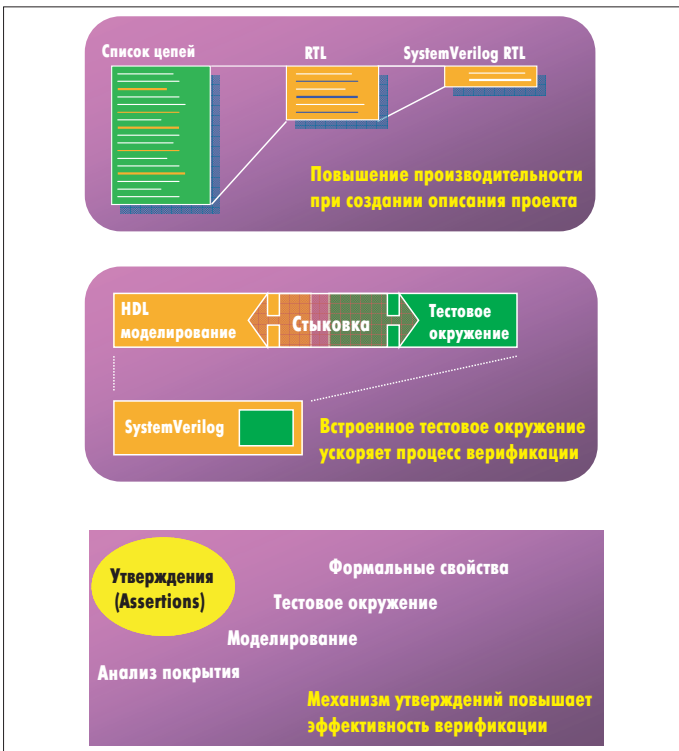 Список цепей
RTL
SystemVerilog RTL
Повышение производительности
при создании описания проекта
HDL
моделирование
Стыковка
Тестовое
окружение
SystemVerilog
Встроенное тестовое окружение
ускоряет процесс верификации
Утверждения
(Assertions)
Формальные свойства
Тестовое окружение
Моделирование
Анализ покрытия
Механизм утверждений повышает
эффективность верификации